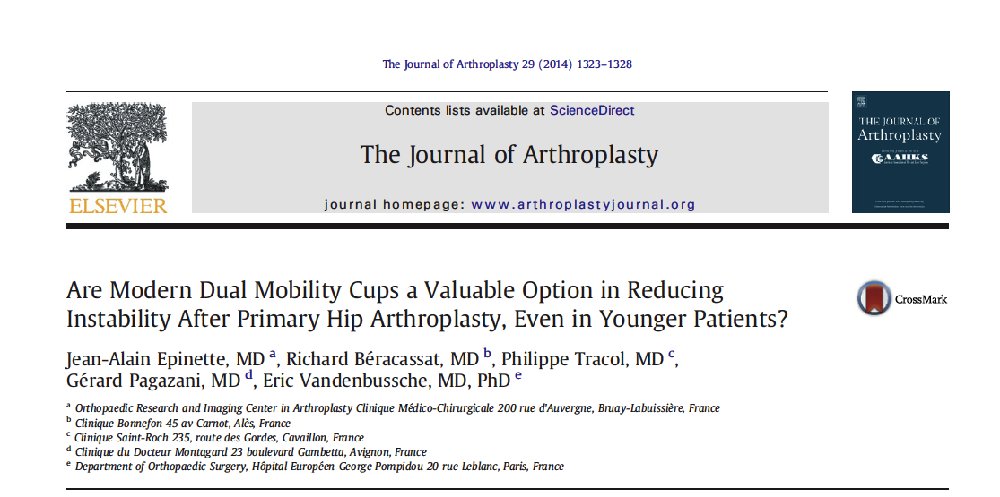 The Journal of Arthroplasty 29 (2014) 1323–1328
Contents lists available at ScienceDirect
The Journal of Arthroplasty
journal homepage: www.arthroplastyjournal.org
ELSEVIER
THE JOURNAL OF
Arthroplasty
AAHKS
Are Modern Dual Mobility Cups a Valuable Option in Reducing
Instability After Primary Hip Arthroplasty, Even in Younger Patients?
CrossMark
Jean-Alain Epinette, MD a, Richard Béracassat, MD b, Philippe Tracol, MD c,
Gérard Pagazani, MD d, Eric Vandenbussche, MD, PhD e
a Orthopaedic Research and Imaging Center in Arthroplasty Clinique Médico-Chirurgicale 200 rue d'Auvergne, Bruay-Labuissière, France
b Clinique Bonnefon 45 av Carnot, Alès, France
c Clinique Saint-Roch 235, route des Gordes, Cavaillon, France
d Clinique du Docteur Montagard 23 boulevard Gambetta, Avignon, France
e Department of Orthopaedic Surgery, Hôpital Européen George Pompidou 20 rue Leblanc, Paris, France